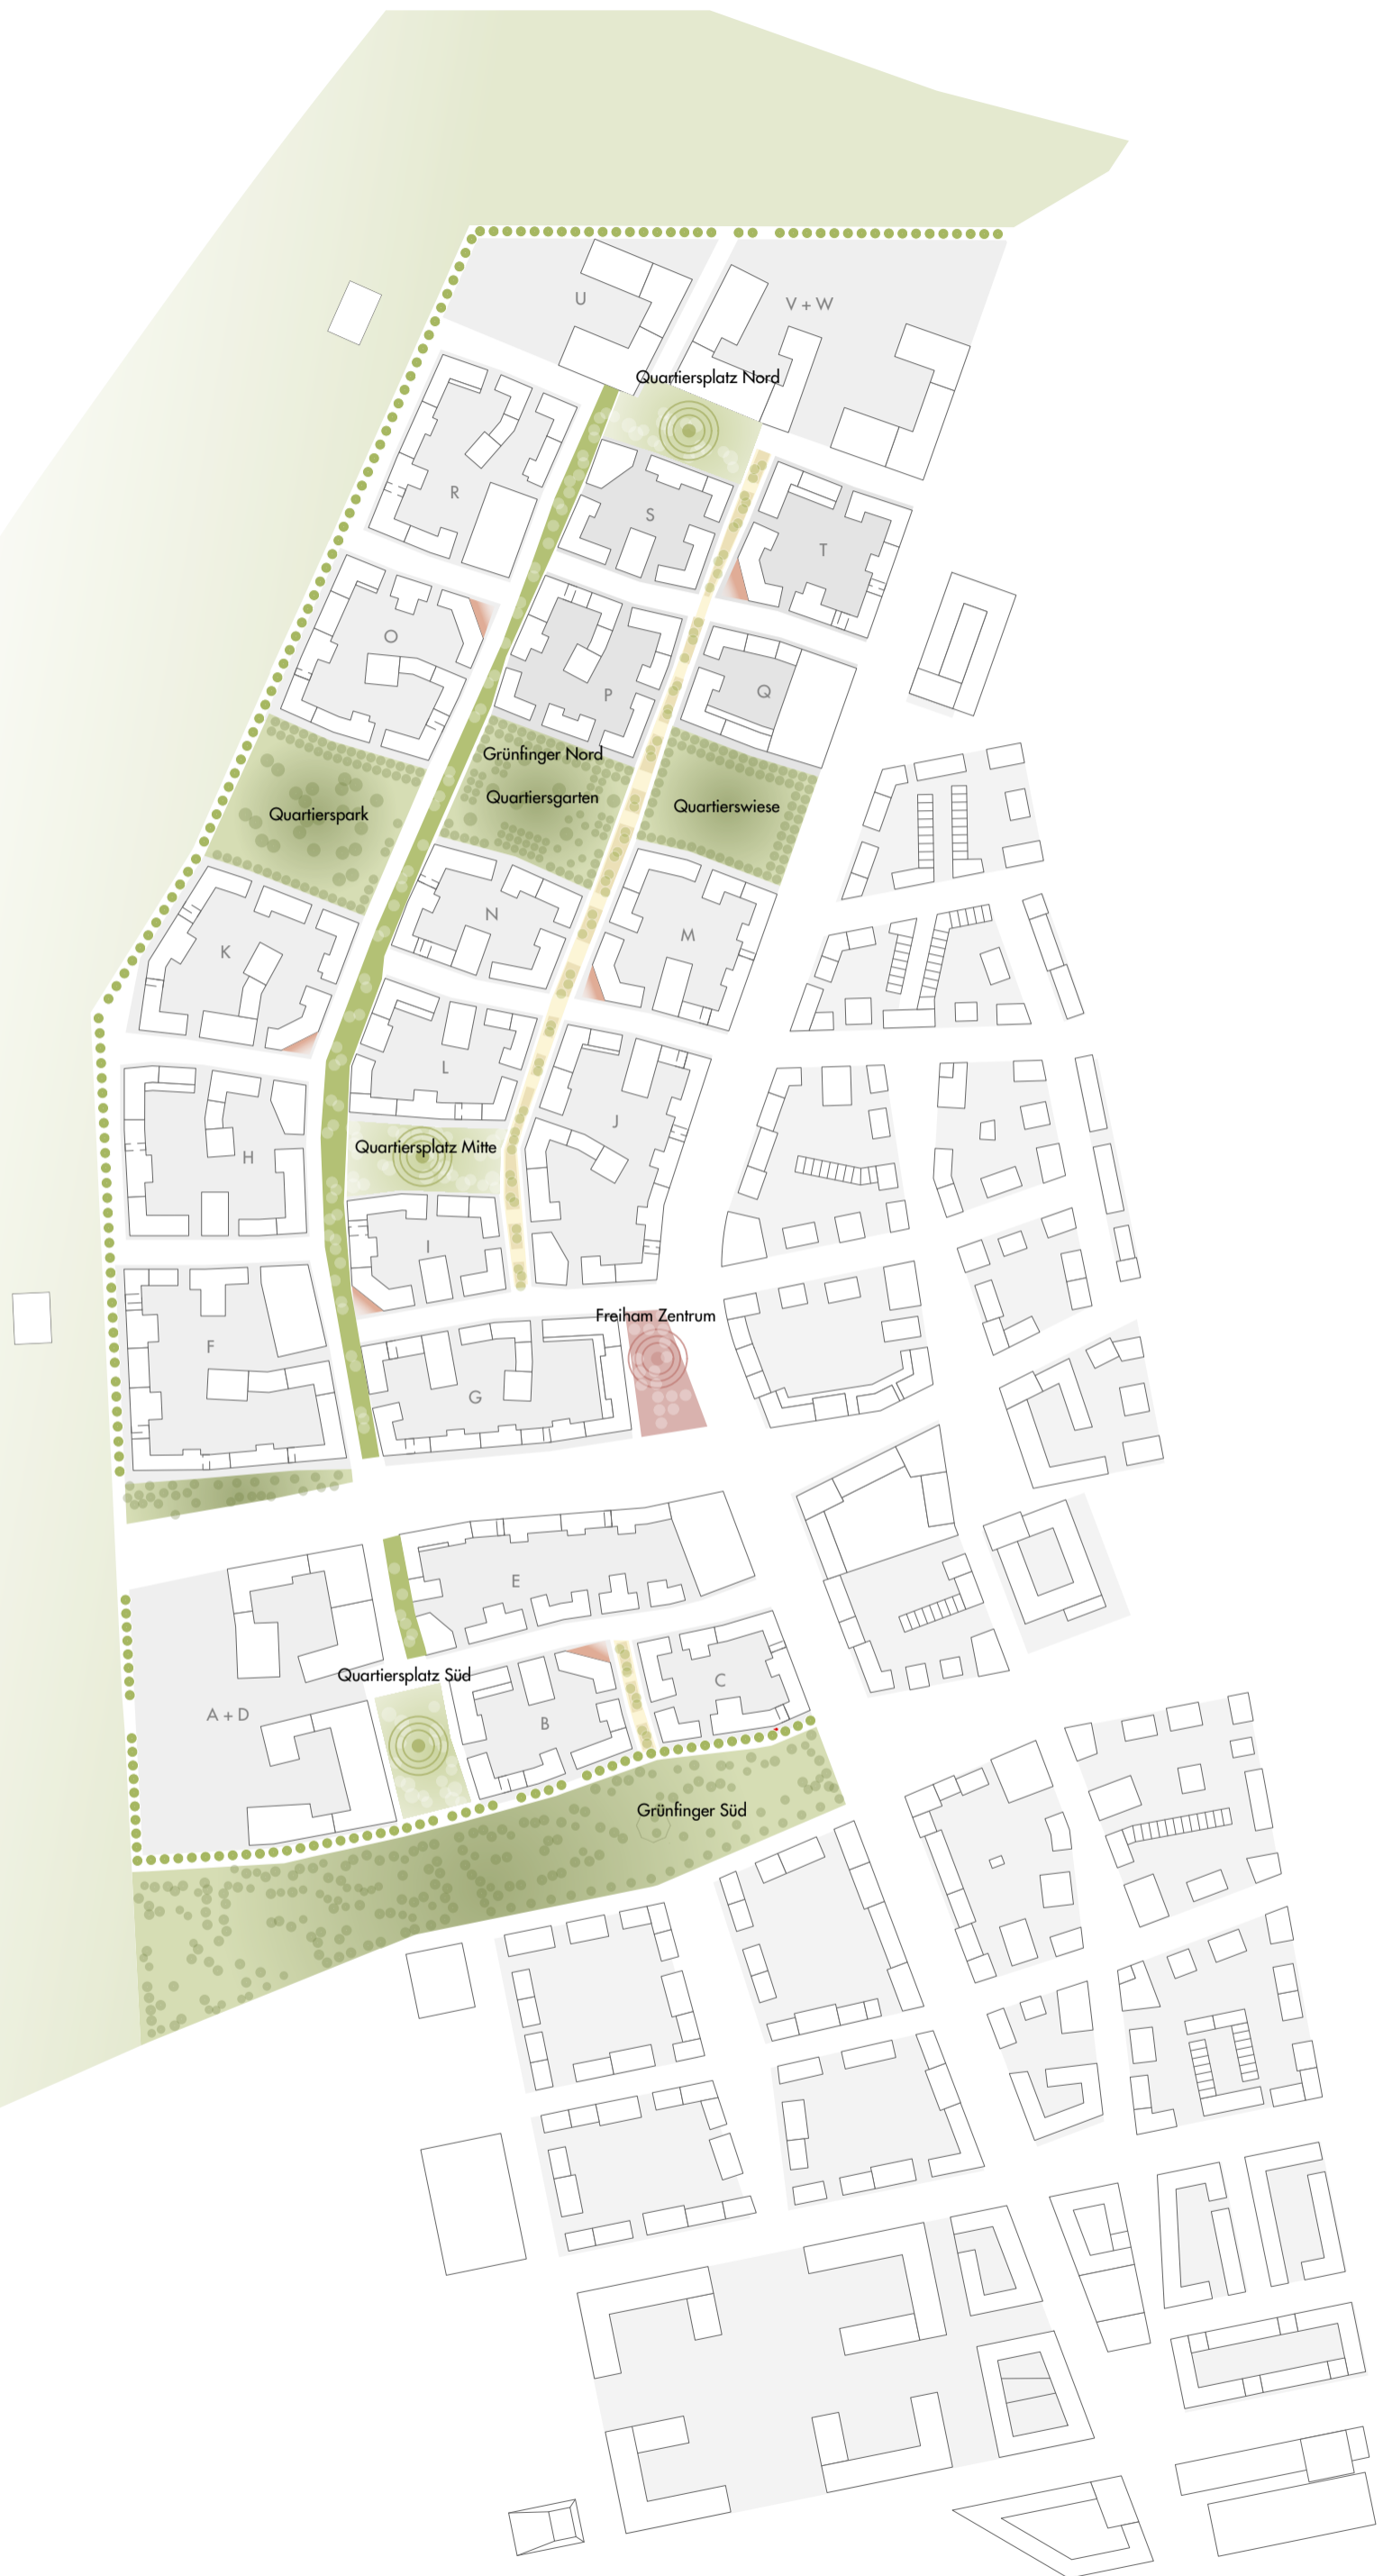 U
V + W
Quartiersplatz Nord
R
S
T
O
P
Q
Grünfinger Nord
Quartierspark
Quartiersgarten
Quartierswiese
N
M
K
L
J
Quartiersplatz Mitte
H
I
Freiham Zentrum
F
G
E
Quartiersplatz Süd
C
A + D
B
Grünfinger Süd